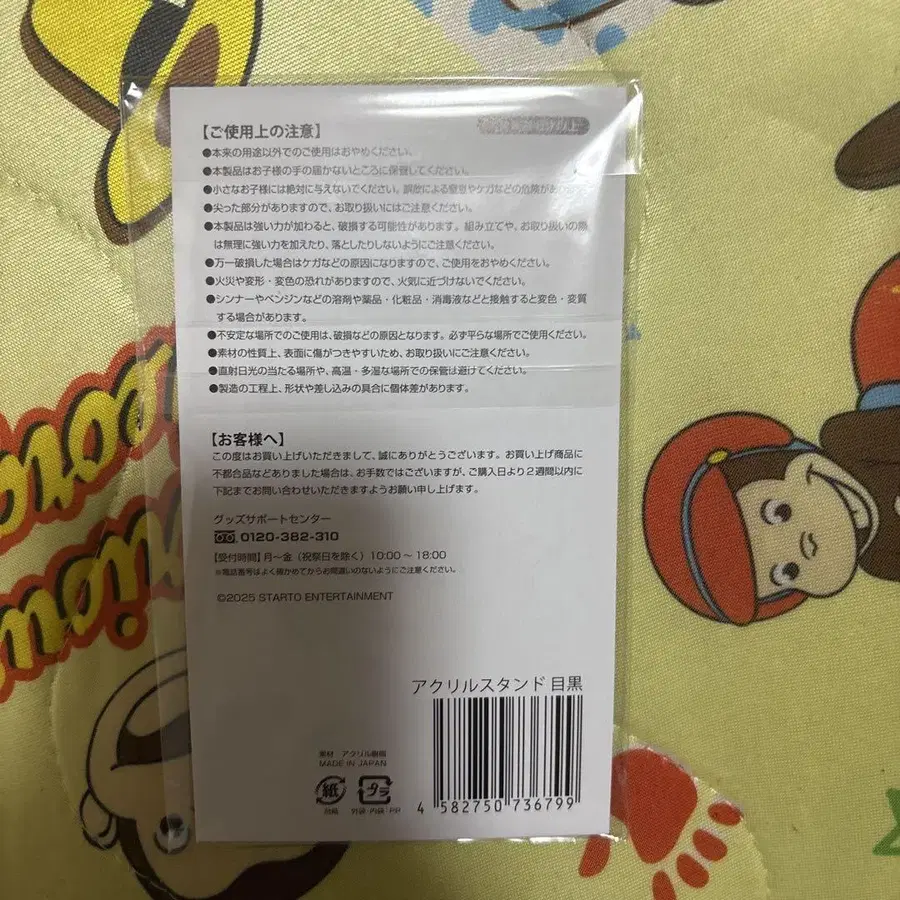 【ご使用上の注意】
●本来の用途以外でのご使用はおやめください。
●本製品はお子様の手の届かないところに保管してください。
●小さなお子様には絶対に与えないでください。誤飲による窒息やケガなどの危険があります。
●尖った部分がありますので、お取り扱いにはご注意ください。
●本製品は強い力が加わると、破損する可能性があります。組み立てや、お取り扱いの際
は無理に強い力を加えたり、落としたりしないようにご注意ください。
●万一破損した場合はケガなどの原因になりますので、ご使用をおやめください。
●火災や変形・変色の恐れがありますので、火気に近づけないでください。
●シンナーやベンジンなどの溶剤や薬品・化粧品・消毒液などと接触すると変色・変質
する場合があります。
●不安定な場所でのご使用は、破損などの原因となります。必ず平らな場所でご使用ください。
●素材の性質上、表面に傷がつきやすいため、お取り扱いにご注意ください。
●直射日光の当たる場所や、高温・多湿な場所での保管は避けてください。
●製造の工程上、形状や差し込みの具合に個体差があります。
【お客様へ】
この度はお買い上げいただきまして、誠にありがとうございます。お買い上げ商品に
不都合品などありました場合は、お手数ではございますが、ご購入日より2週間以内に
下記までお問い合わせいただきますようお願い申し上げます。
グッズサポートセンター
0120-382-310
【受付時間】月〜金（祝祭日を除く）10:00〜18:00
※電話番号はよく確かめてからお間違いのないようにご注意ください。
©2025 STARTO ENTERTAINMENT
アクリルスタンド 目黒
素材 アクリル樹脂
MADE IN JAPAN
紙
プラ
台紙
外袋・内袋：PP
4 582750 736799